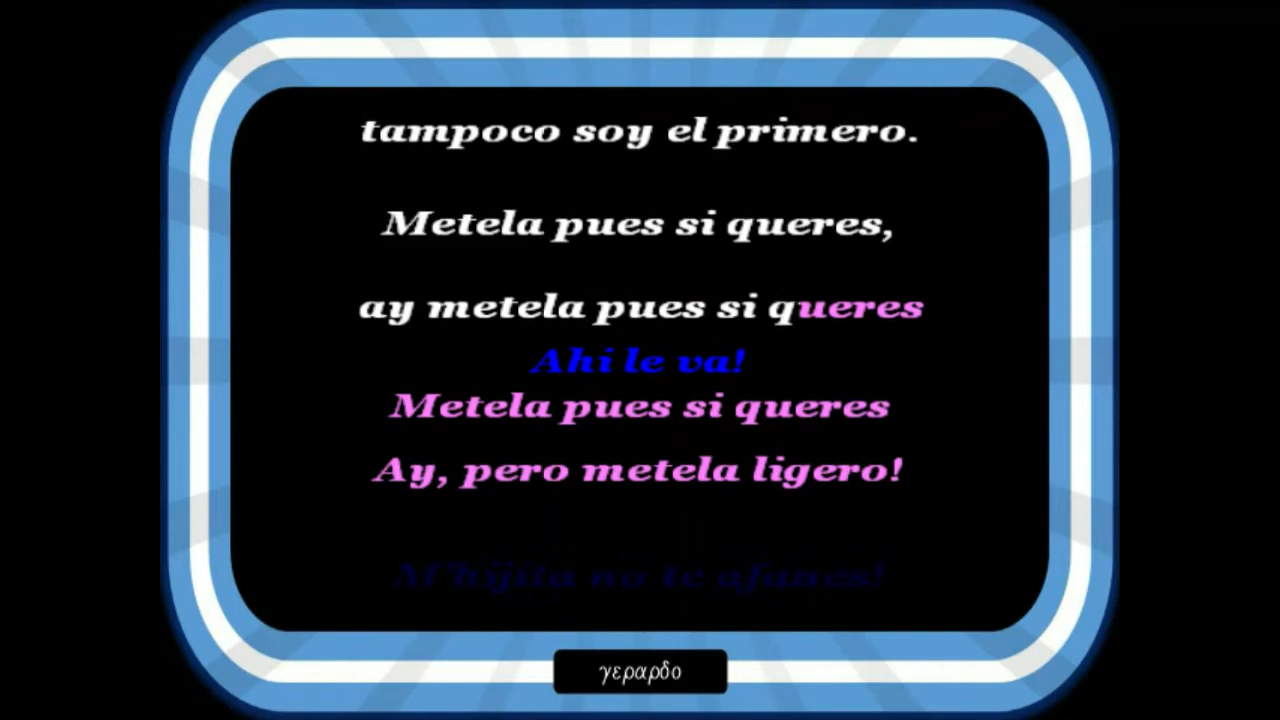 tampoco soy el primero.
Metela pues si queres,
ay metela pues si queres
Ahi le va!
Metela pues si queres
Ay, pero metela ligero!
M'hijita no te afanes!
γεραρδο